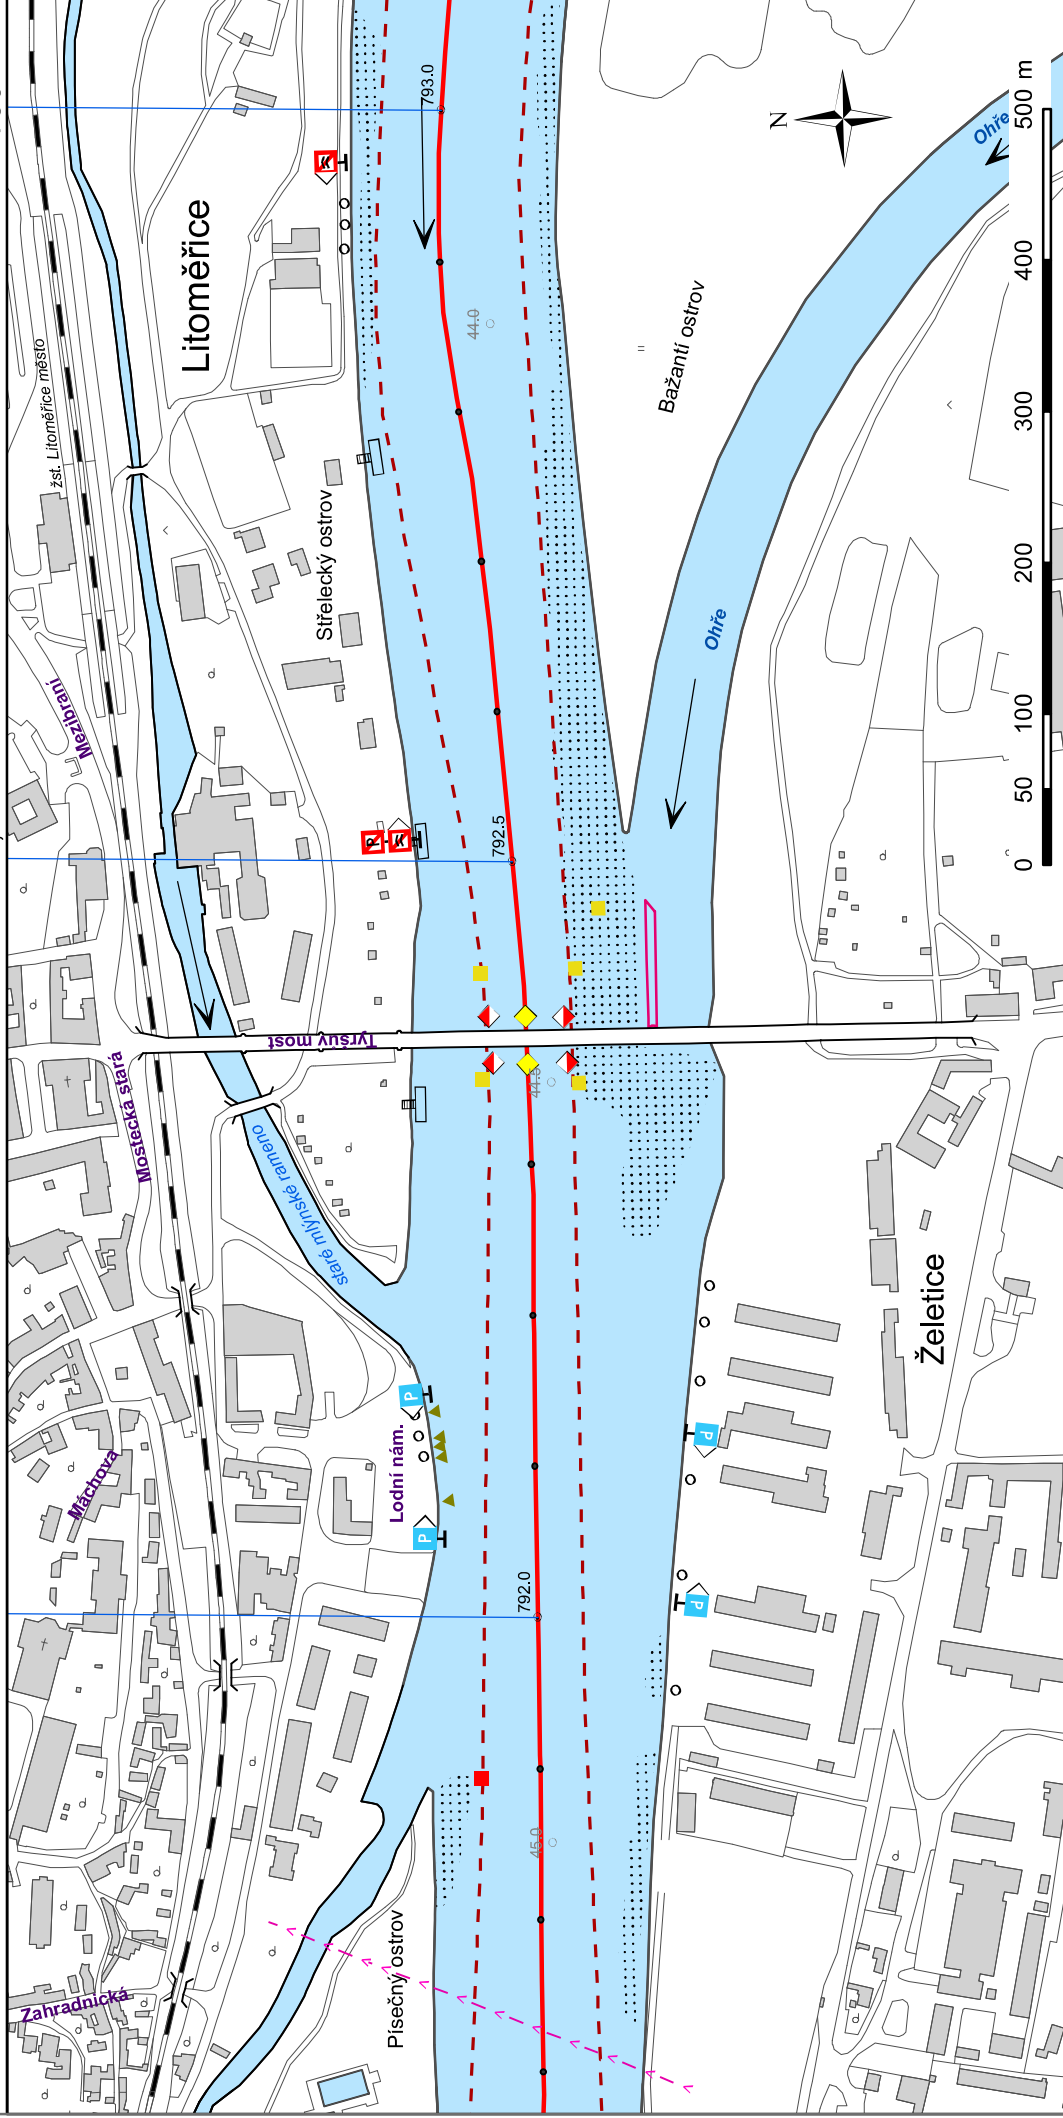 793.0
Litoměřice
N
Ohře
500 m
400
300
200
100
50
0
44.0
Bažantí ostrov
žst. Litoměřice město
Střelecký ostrov
Ohře
Mezibraní
R
792.5
Tyršův most
Mostecká stará
44.5
staré mlýnské rameno
Želetice
P
Lodní nám.
P
P
P
Máchova
792.0
45.0
Písečný ostrov
Zahradnická